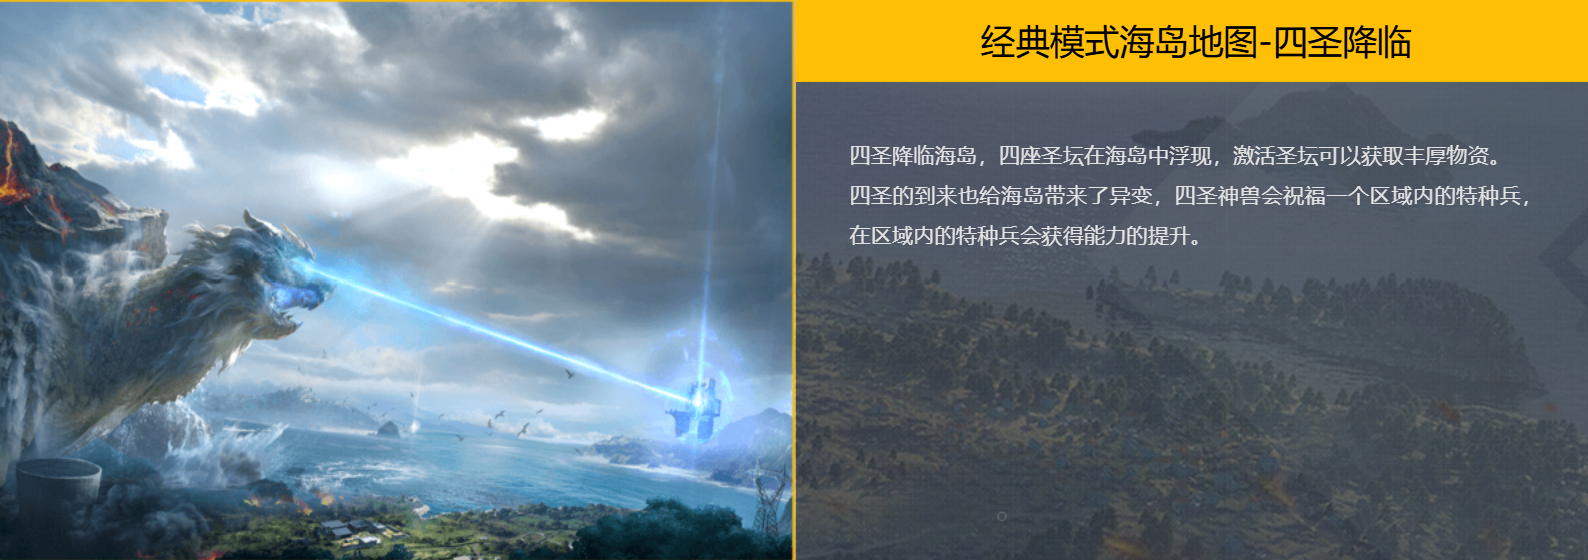 经典模式海岛地图-四圣降临
四圣降临海岛，四座圣坛在海岛中浮现，激活圣坛可以获取丰厚物资。
四圣的到来也给海岛带来了异变，四圣神兽会祝福一个区域内的特种兵，
在区域内的特种兵会获得能力的提升。